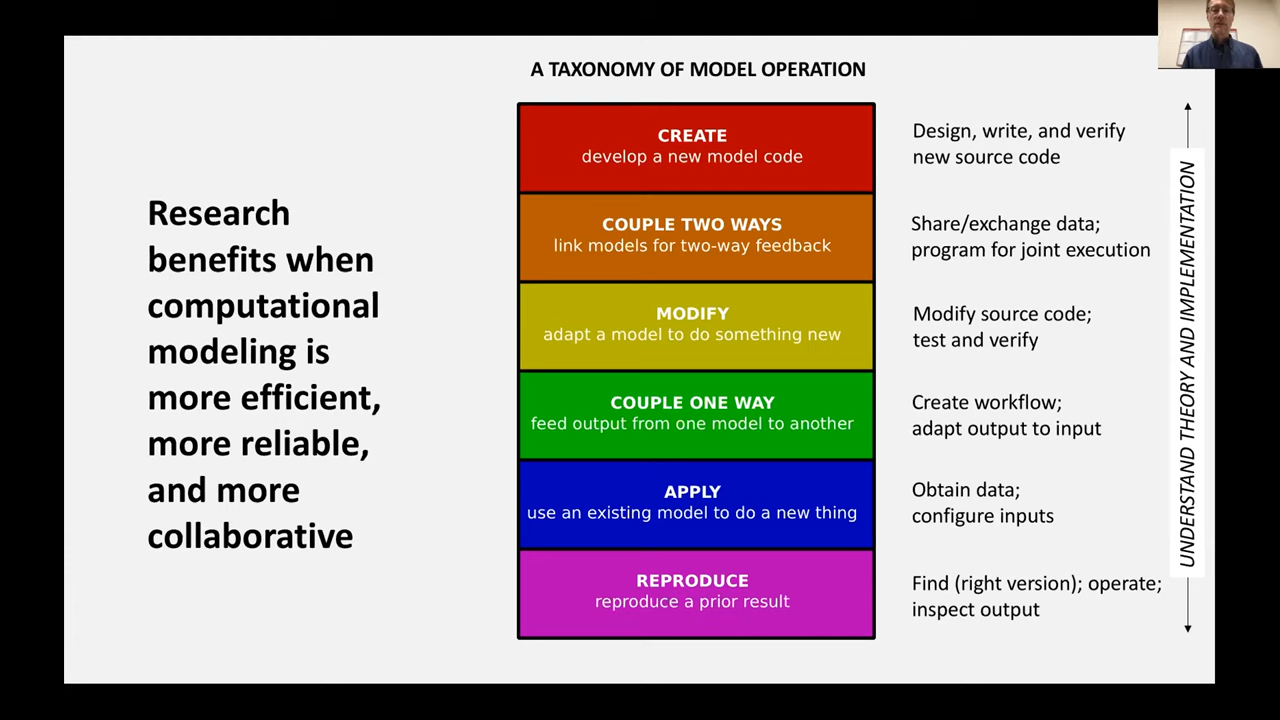 A TAXONOMY OF MODEL OPERATION
Research
benefits when
computational
modeling is
more efficient,
more reliable,
and more
collaborative
CREATE
develop a new model code
Design, write, and verify
new source code
COUPLE TWO WAYS
link models for two-way feedback
Share/exchange data;
program for joint execution
MODIFY
adapt a model to do something new
Modify source code;
test and verify
COUPLE ONE WAY
feed output from one model to another
Create workflow;
adapt output to input
APPLY
use an existing model to do a new thing
Obtain data;
configure inputs
REPRODUCE
reproduce a prior result
Find (right version); operate;
inspect output
UNDERSTAND THEORY AND IMPLEMENTATION